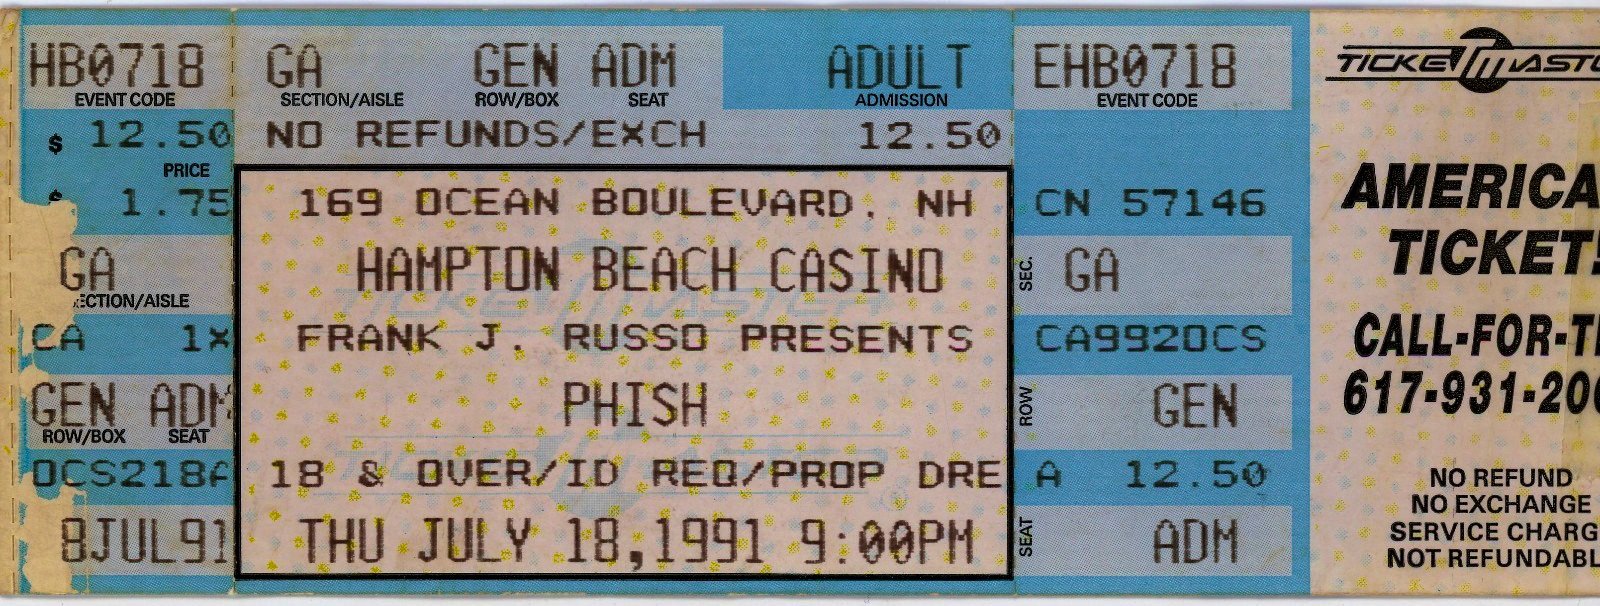 HB0718
EVENT CODE
$ 12.50
PRICE
$ 1.75
GA
SECTION/AISLE
CA 1X
GEN ADM
ROW/BOX SEAT
OCS218A
8JUL91
GA GEN ADM ADULT
SECTION/AISLE ROW/BOX SEAT ADMISSION
NO REFUNDS/EXCH 12.50
169 OCEAN BOULEVARD, NH
HAMPTON BEACH CASINO
FRANK J. RUSSO PRESENTS
PHISH
18 & OVER/ID REQ/PROP DRE
THU JULY 18,1991 9:00PM
EHB0718
EVENT CODE
CN 57146
SEC. GA
CA9920CS
ROW GEN
A 12.50
SEAT ADM
TICKETMASTE
AMERICA
TICKETS
CALL-FOR-TI
617-931-200
NO REFUND
NO EXCHANGE
SERVICE CHARG
NOT REFUNDABL